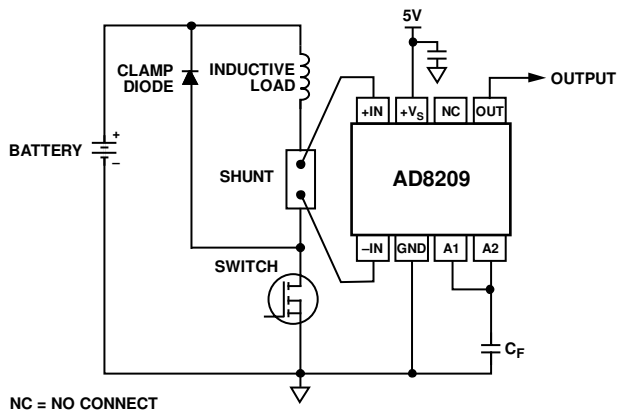 5V
CLAMP
DIODE
INDUCTIVE
LOAD
OUTPUT
+IN
+VS
NC
OUT
BATTERY
+
–
SHUNT
AD8209
–IN
GND
A1
A2
SWITCH
CF
NC = NO CONNECT